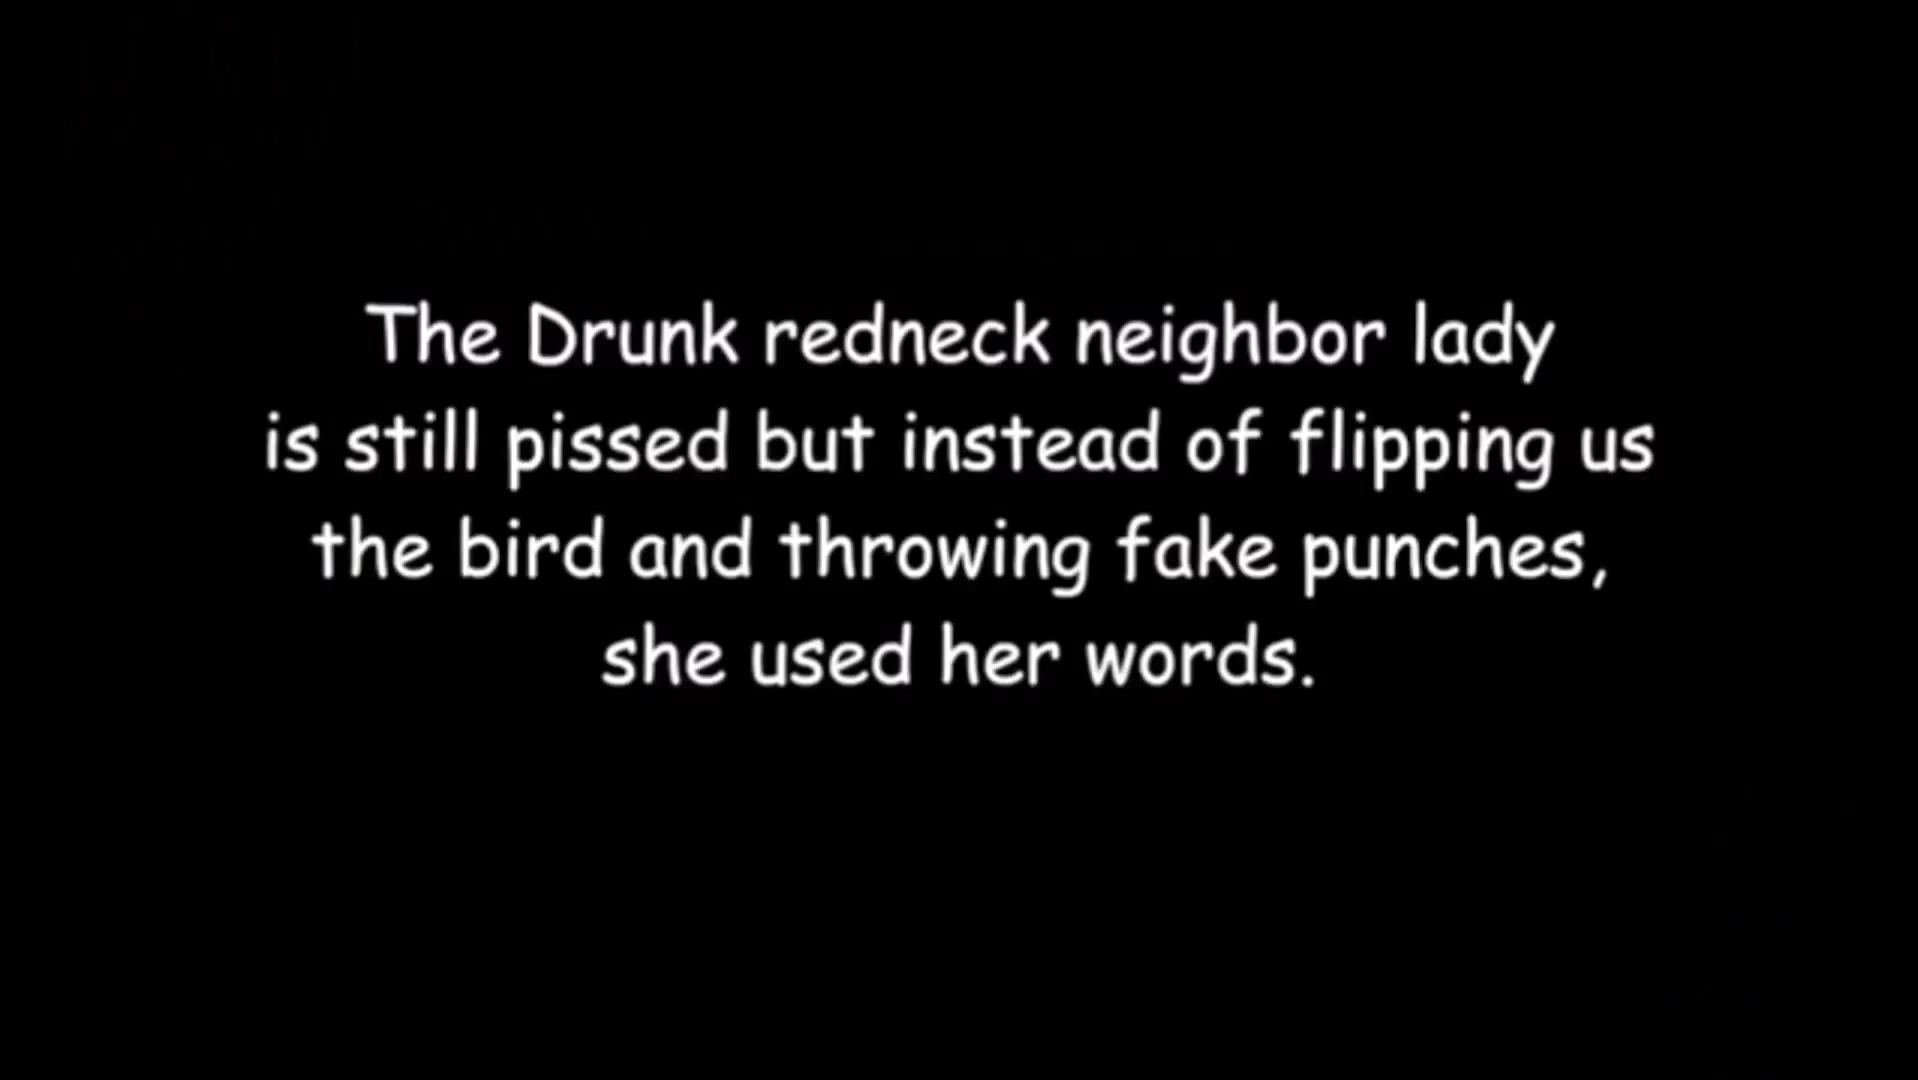 The Drunk redneck neighbor lady
is still pissed but instead of flipping us
the bird and throwing fake punches,
she used her words.